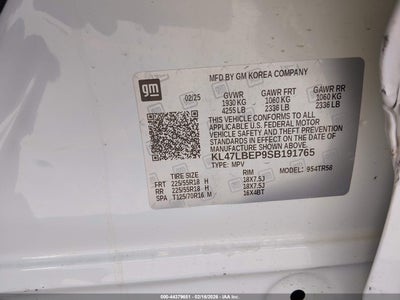 gm
MFD BY GM KOREA COMPANY
02/25 GVWR GAWR FRT GAWR RR
1930 KG 1060 KG 1060 KG
4255 LB 2336 LB 2336 LB
THIS VEHICLE CONFORMS TO ALL
APPLICABLE U.S. FEDERAL MOTOR
VEHICLE SAFETY AND THEFT PREVENTION
STANDARDS IN EFFECT ON THE DATE OF
MANUFACTURE SHOWN ABOVE.
KL47LBEP9SB191765
TYPE: MPV
MODEL: 954TR58
TIRE SIZE RIM
FRT 225/55R18 H 18X7.5J
RR 225/55R18 H 18X7.5J
SPA T125/70R16 M 16X4BT
500-44379651 - 02/16/2026 - IAA Inc.